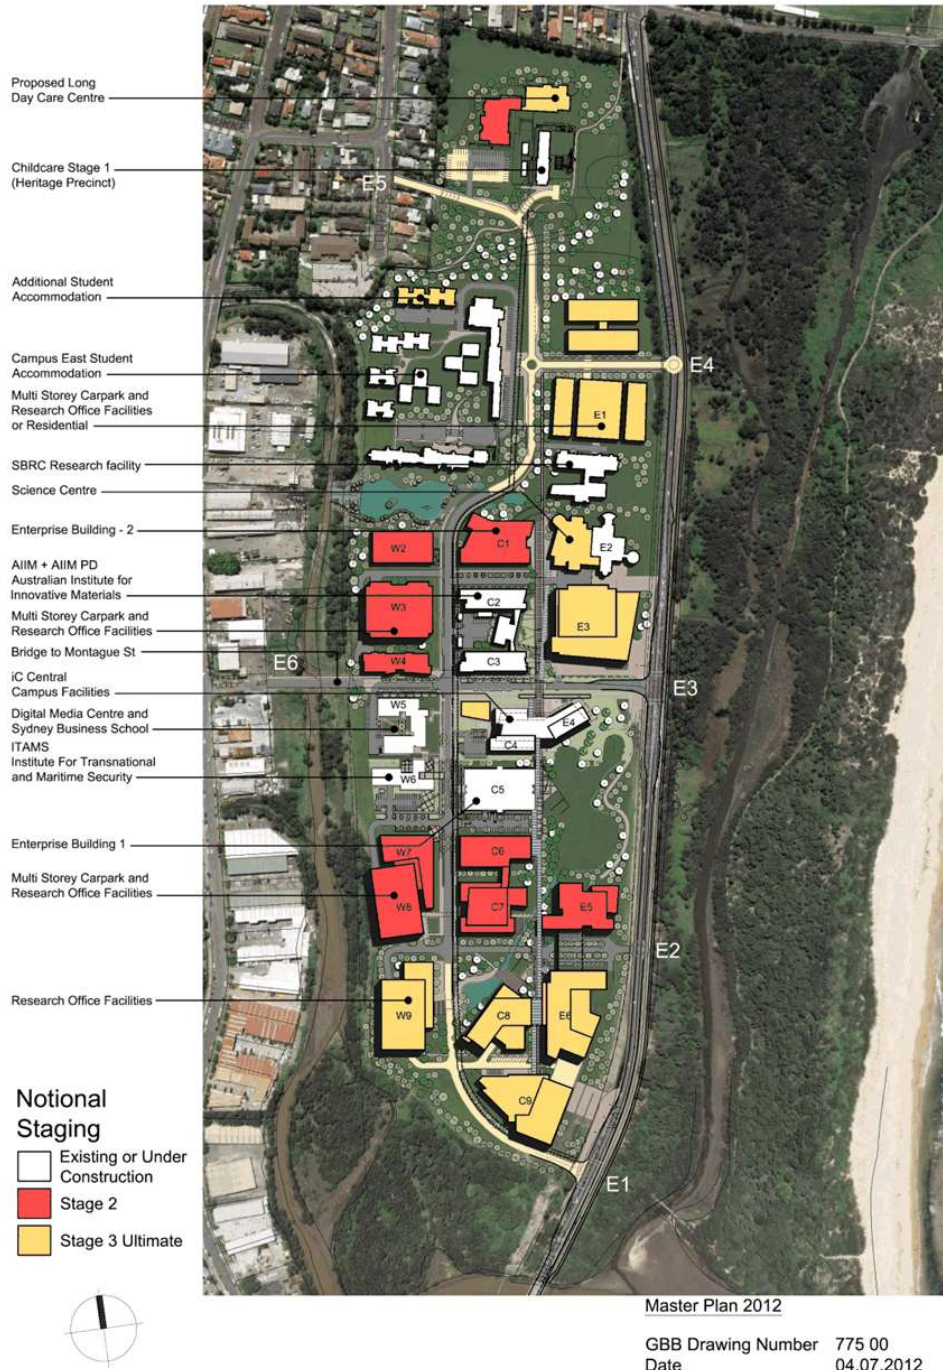 Proposed Long
Day Care Centre
Childcare Stage 1
(Heritage Precinct)
E5
Additional Student
Accommodation
Campus East Student
Accommodation
E4
Multi Storey Carpark and
Research Office Facilities
or Residential
E1
SBRC Research facility
Science Centre
Enterprise Building - 2
W2
C1
E2
AIIM + AIIM PD
Australian Institute for
Innovative Materials
W3
C2
Multi Storey Carpark and
Research Office Facilities
E3
Bridge to Montague St
E6
W4
C3
iC Central
Campus Facilities
E3
W5
Digital Media Centre and
Sydney Business School
E4
C4
ITAMS
Institute For Transnational
and Maritime Security
W6
C5
Enterprise Building 1
W7
C6
Multi Storey Carpark and
Research Office Facilities
W8
C7
E5
E2
Research Office Facilities
W9
C8
E6
C9
E1
Notional
Staging
Existing or Under
Construction
Stage 2
Stage 3 Ultimate
Master Plan 2012
GBB Drawing Number 775 00
Date 04.07.2012